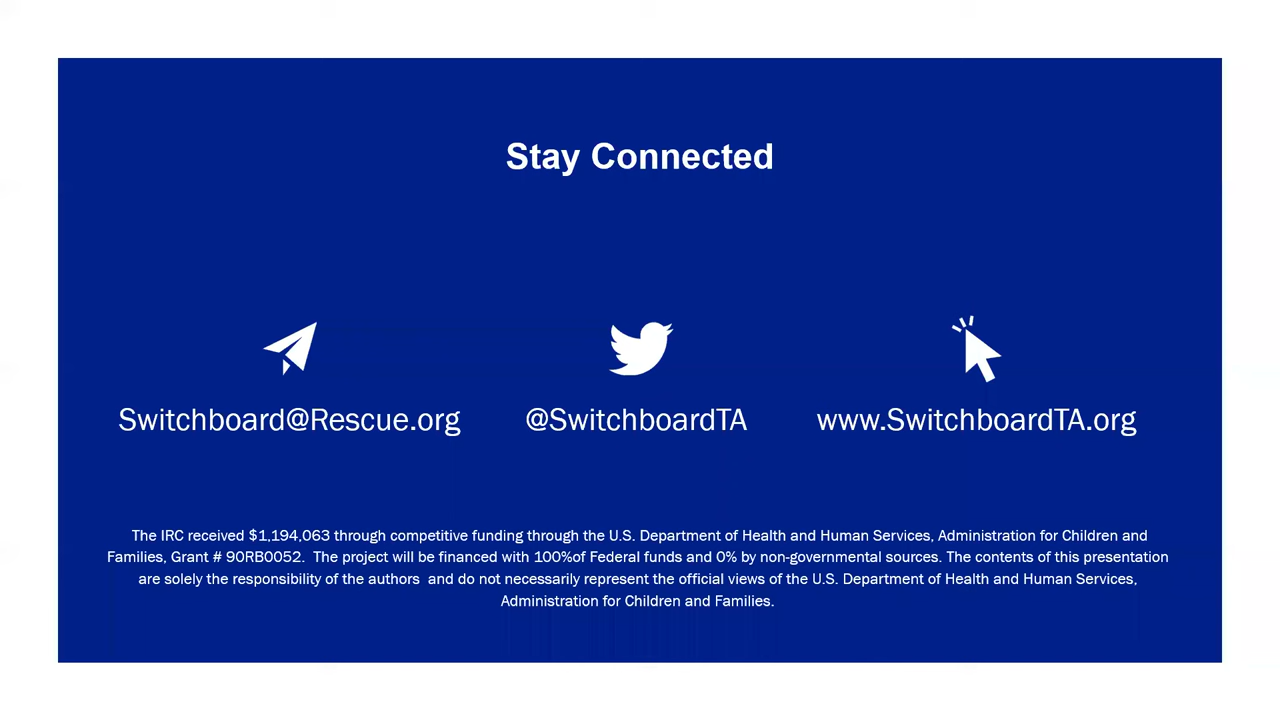 Stay Connected
Switchboard@Rescue.org
@SwitchboardTA
www.SwitchboardTA.org
The IRC received $1,194,063 through competitive funding through the U.S. Department of Health and Human Services, Administration for Children and
Families, Grant # 90RB0052.  The project will be financed with 100%of Federal funds and 0% by non-governmental sources. The contents of this presentation
are solely the responsibility of the authors  and do not necessarily represent the official views of the U.S. Department of Health and Human Services,
Administration for Children and Families.